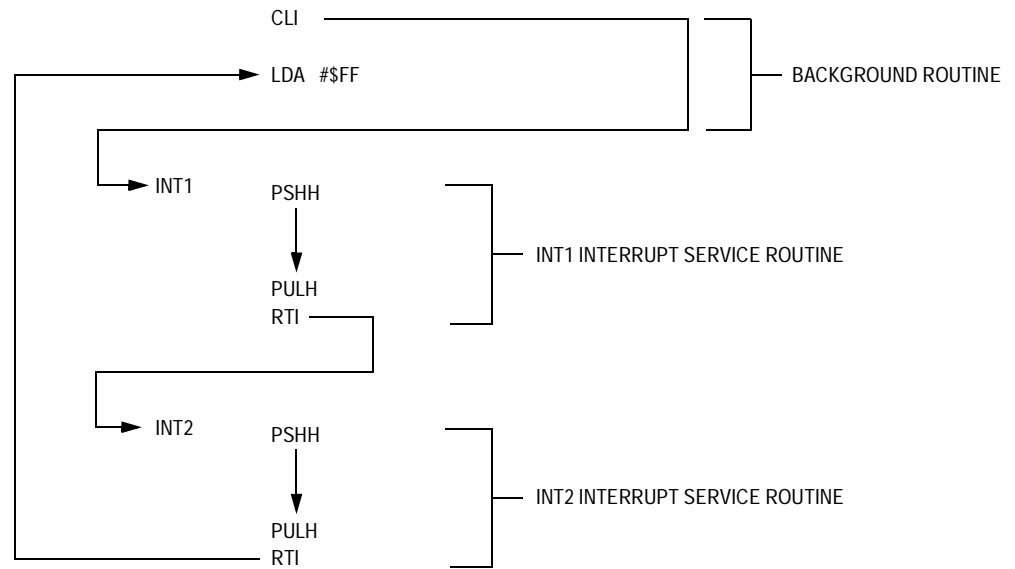 CLI
LDA #$FF
BACKGROUND ROUTINE
INT1
PSHH
INT1 INTERRUPT SERVICE ROUTINE
PULH
RTI
INT2
PSHH
INT2 INTERRUPT SERVICE ROUTINE
PULH
RTI